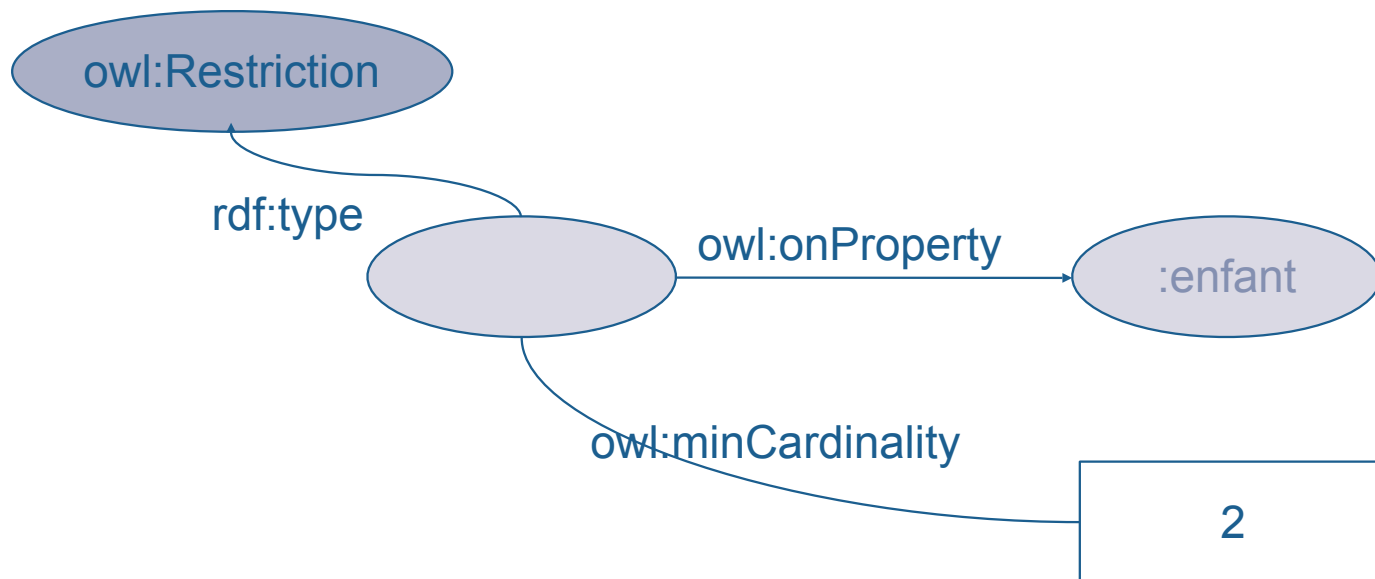 owl:Restriction
rdf:type
owl:onProperty
:enfant
owl:minCardinality
2